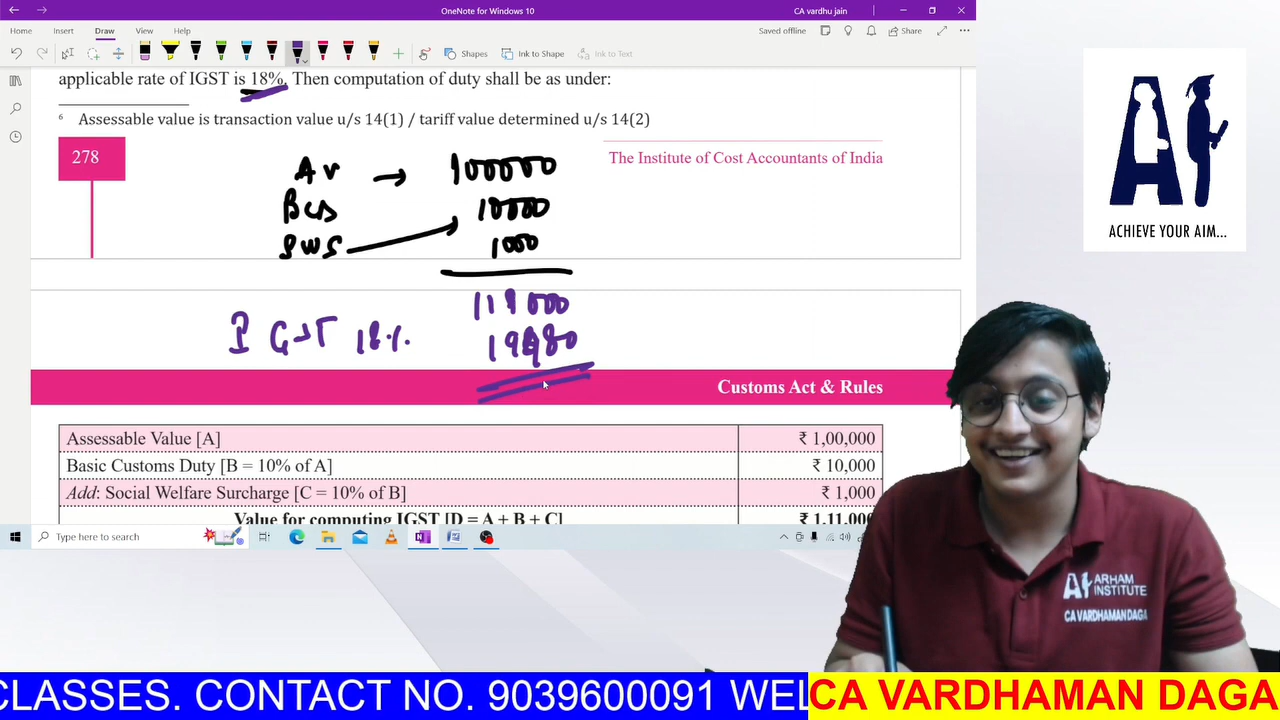 OneNote for Windows 10
CA vardhu jain
Home Insert Draw View Help
Saved offline
Share
Shapes
Ink to Shape
Ink to Text
applicable rate of IGST is 18%. Then computation of duty shall be as under:
6 Assessable value is transaction value u/s 14(1) / tariff value determined u/s 14(2)
278
The Institute of Cost Accountants of India
AV → 100000
BCD 10000
SWS 1000
111000
IGST 18% 19980
Customs Act & Rules
Assessable Value [A] ₹ 1,00,000
Basic Customs Duty [B = 10% of A] ₹ 10,000
Add: Social Welfare Surcharge [C = 10% of B] ₹ 1,000
Value for computing IGST [D = A + B + C] ₹ 1,11,000
Type here to search
ACHIEVE YOUR AIM...
ARHAM
INSTITUTE
CA VARDHAMAN DAGA
CLASSES. CONTACT NO. 9039600091 WEL
CA VARDHAMAN DAGA